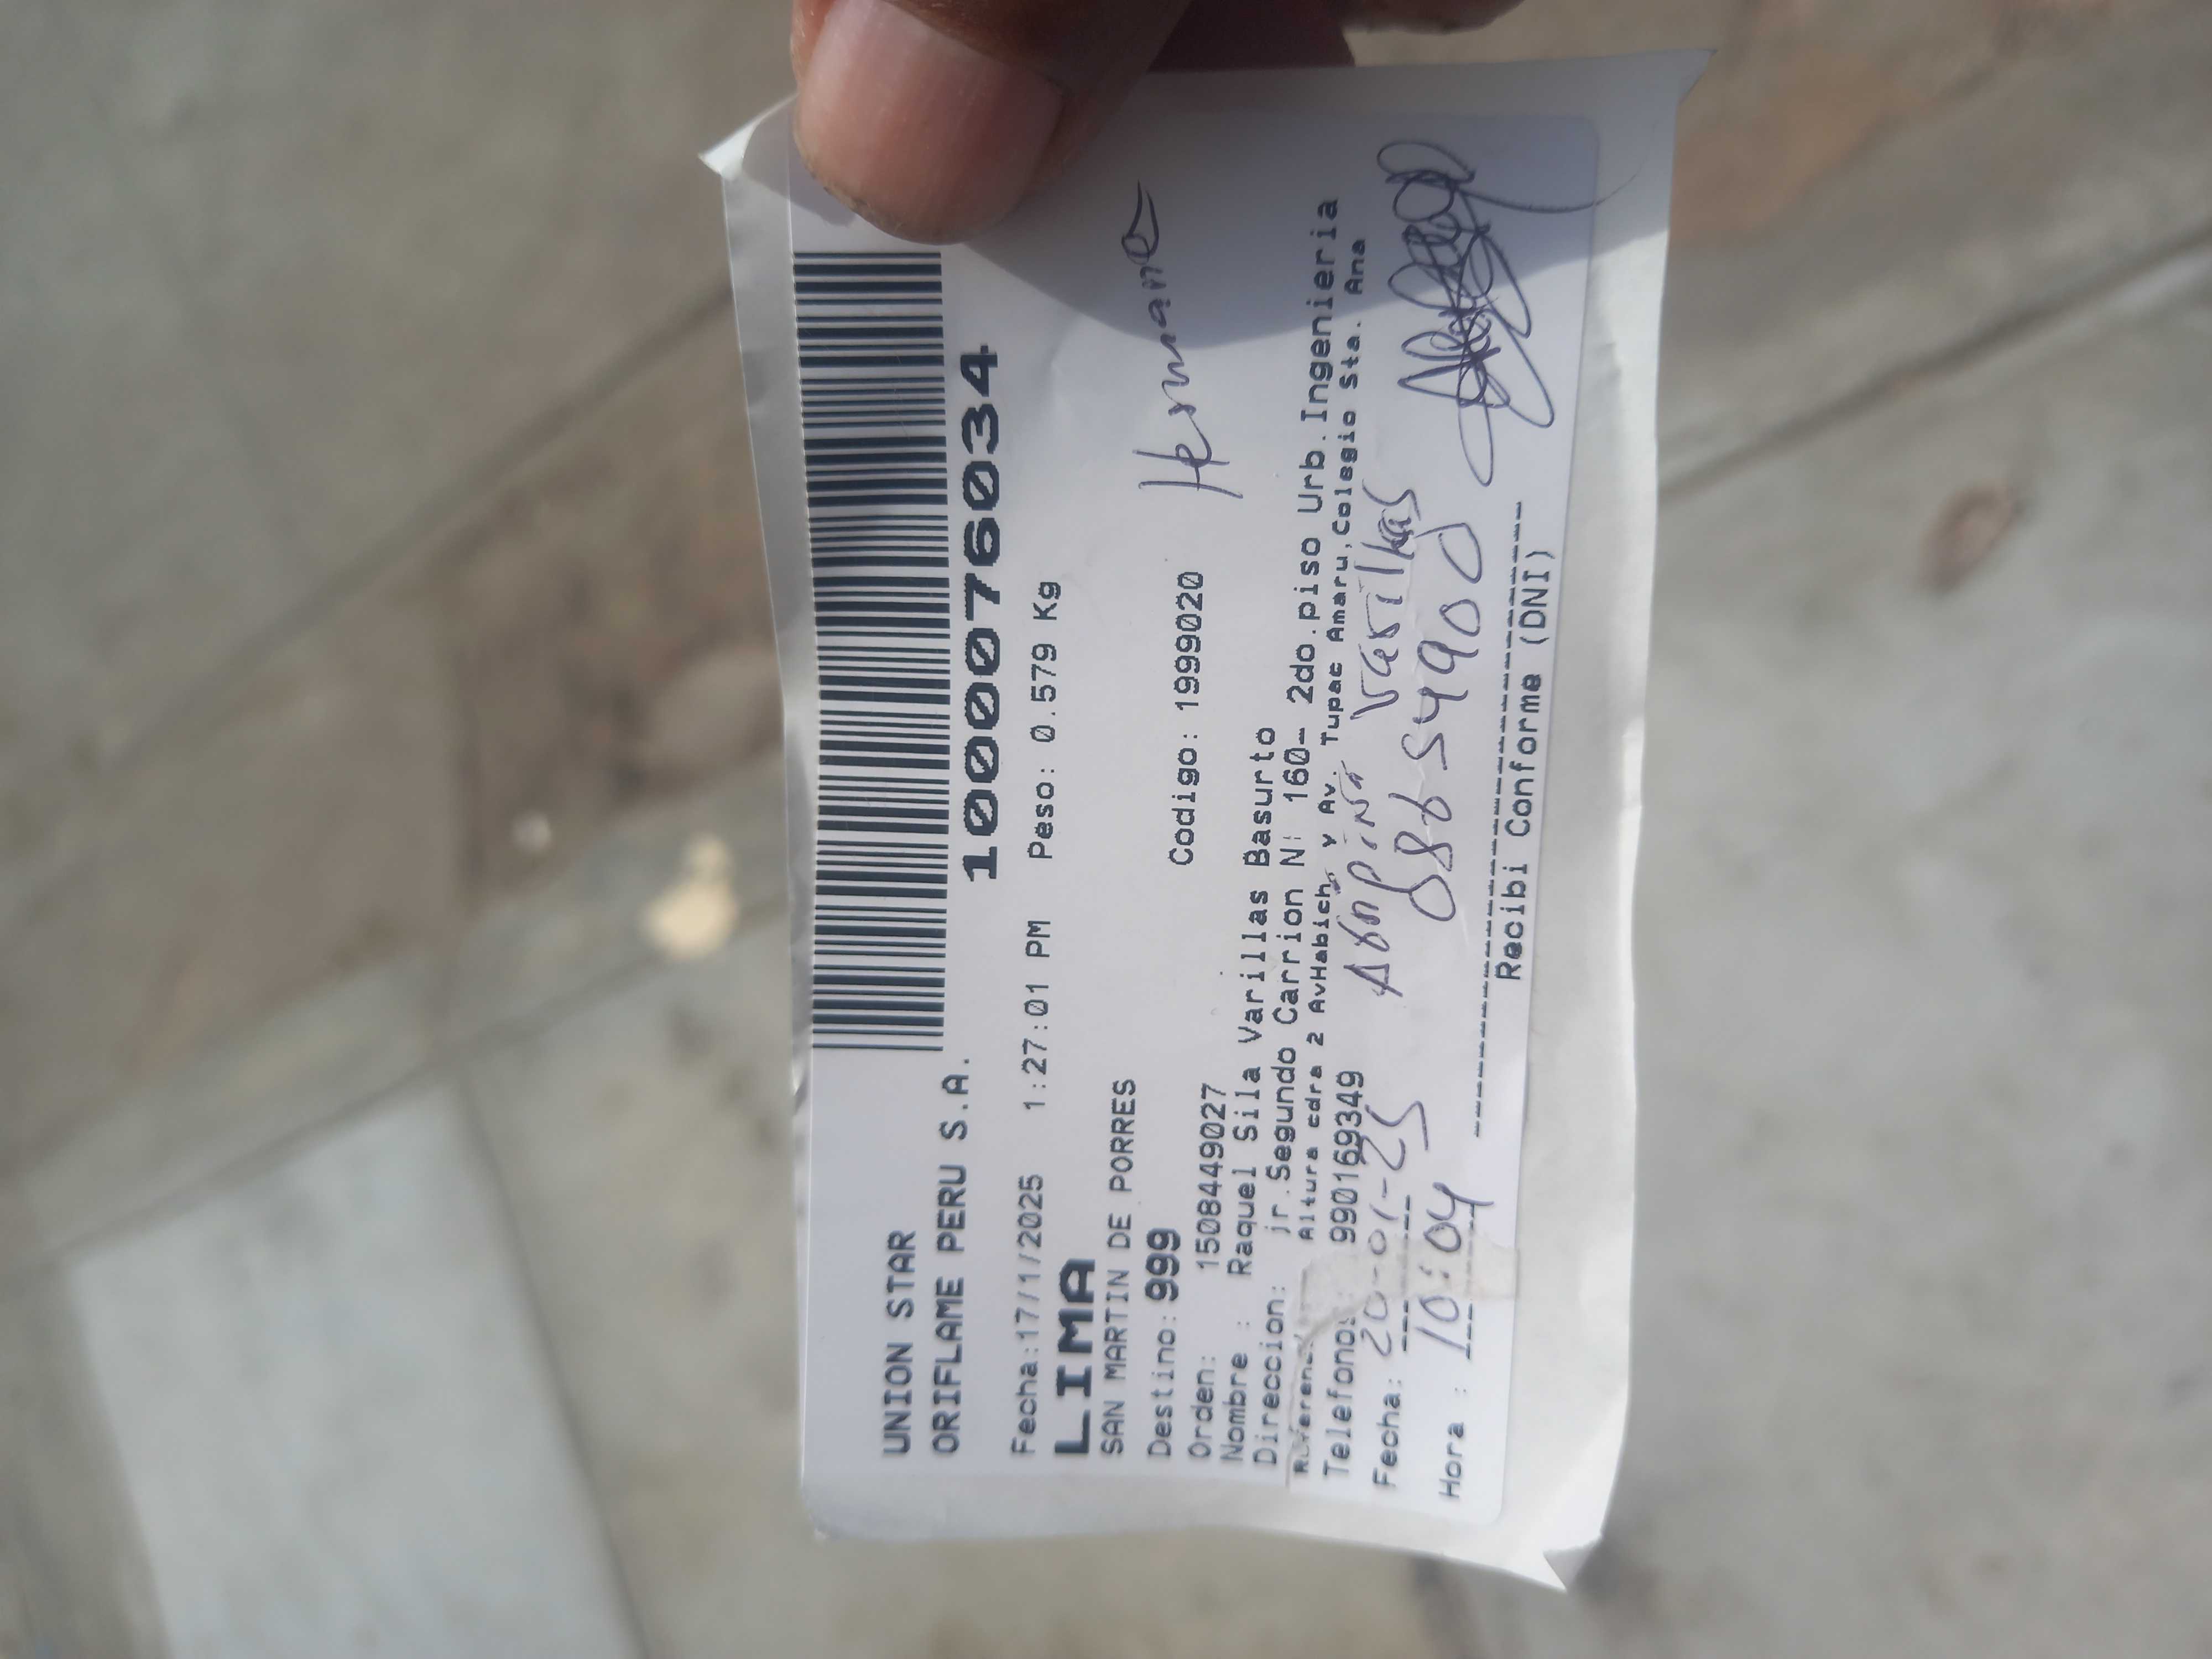 UNION STAR
ORIFLAME PERU S.A.
1000076034
Fecha:17/1/2025 1:27:01 PM Peso: 0.579 Kg
LIMA
SAN MARTIN DE PORRES
Hermano
Destino: 999 Codigo: 1999020
Orden: 1508449027
Nombre : Raquel Sila Varillas Basurto
Direccion: jr.Segundo Carrion N: 160- 2do.piso Urb.Ingenieria
Altura cdra 2 AvHabich, y Av. Tupac Amaru,Colegio Sta. Ana
Telefonos: 990169349
Varillas
Fecha: 20-01-25
08654900
Hora : 10:04
Recibi Conforme (DNI)